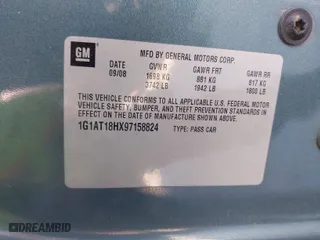 GM
MFD BY GENERAL MOTORS CORP
DATE GVWR GAWR FRT GAWR RR
09/08 1698 KG 881 KG 817 KG
3742 LB 1942 LB 1800 LB
THIS VEHICLE CONFORMS TO ALL APPLICABLE U.S. FEDERAL MOTOR
VEHICLE SAFETY, BUMPER, AND THEFT PREVENTION STANDARDS
IN EFFECT ON THE DATE OF MANUFACTURE SHOWN ABOVE.
1G1AT18HX97158824 TYPE: PASS CAR
DREAMBID